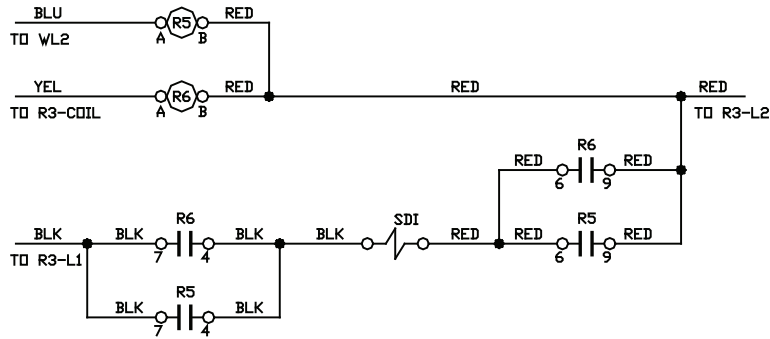 BLU R5 RED
TO WL2 A B
YEL R6 RED RED RED
TO R3-COIL A B TO R3-L2
R6
RED RED
6 9
BLK BLK R6 BLK BLK SDI RED RED R5 RED
TO R3-L1 7 4 6 9
R5
BLK BLK
7 4